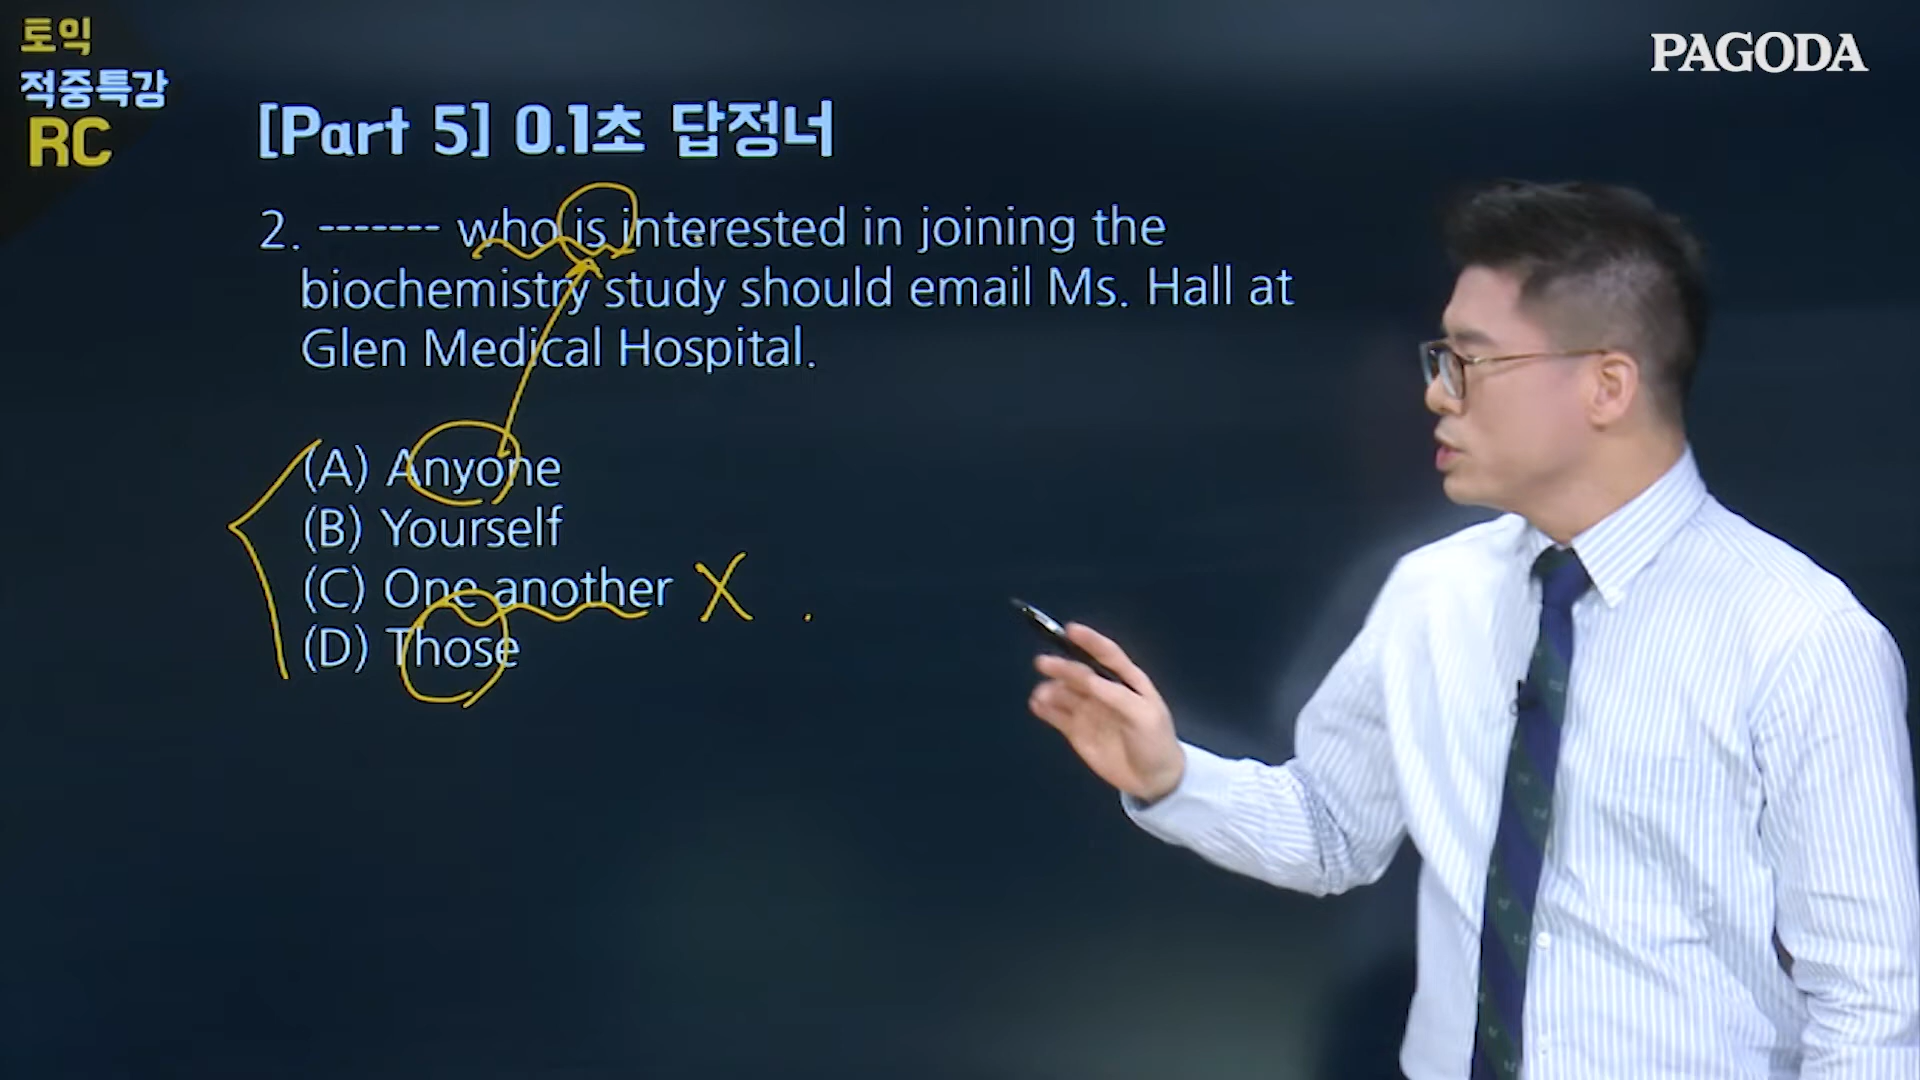 토익
적중특강
RC
PAGODA
[Part 5] 0.1초 답정너
2. ------- who is interested in joining the
biochemistry study should email Ms. Hall at
Glen Medical Hospital.
(A) Anyone
(B) Yourself
(C) One another X
(D) Those